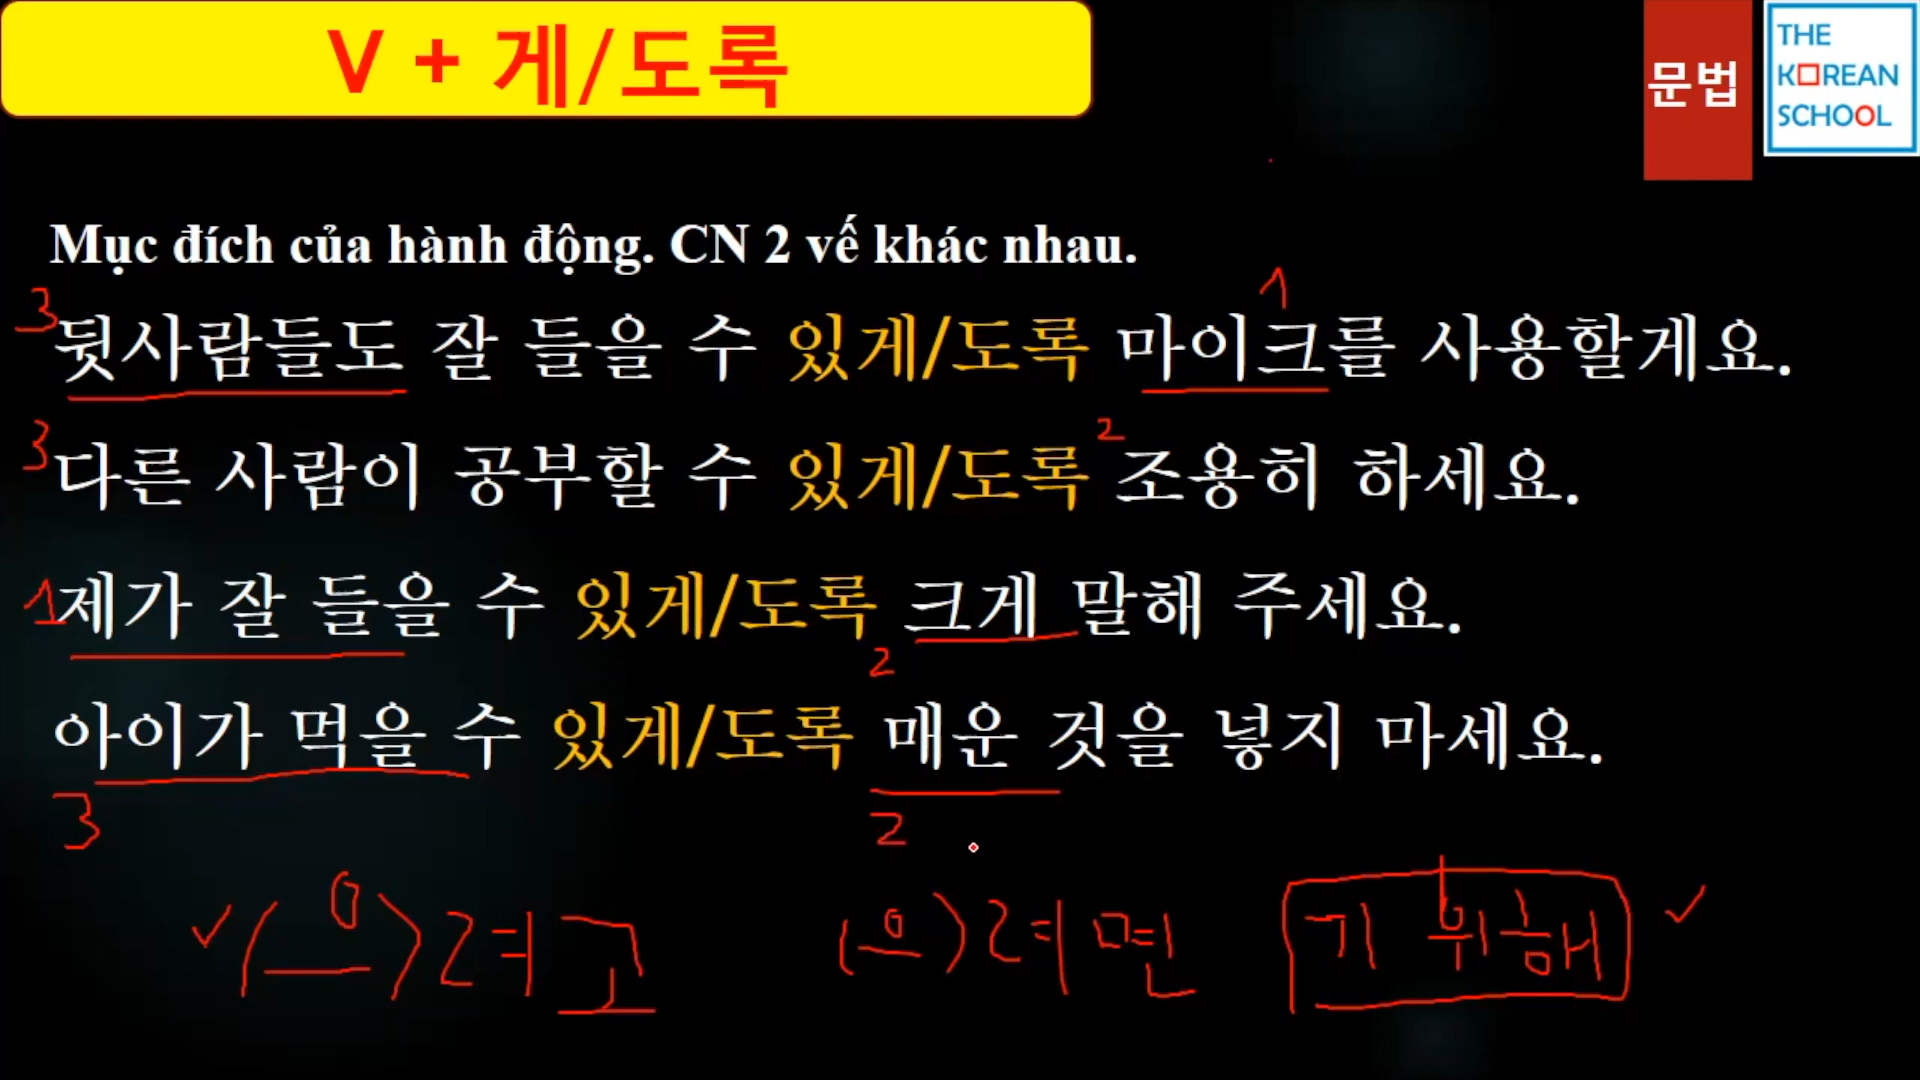 V + 게/도록
문법
THE
KOREAN
SCHOOL
Mục đích của hành động. CN 2 vế khác nhau.
1
3
뒷사람들도 잘 들을 수 있게/도록 마이크를 사용할게요.
3 2
다른 사람이 공부할 수 있게/도록 조용히 하세요.
1 제가 잘 들을 수 있게/도록 크게 말해 주세요.
2
아이가 먹을 수 있게/도록 매운 것을 넣지 마세요.
3 2
✓(으)려고 (으)려면 기 위해 ✓